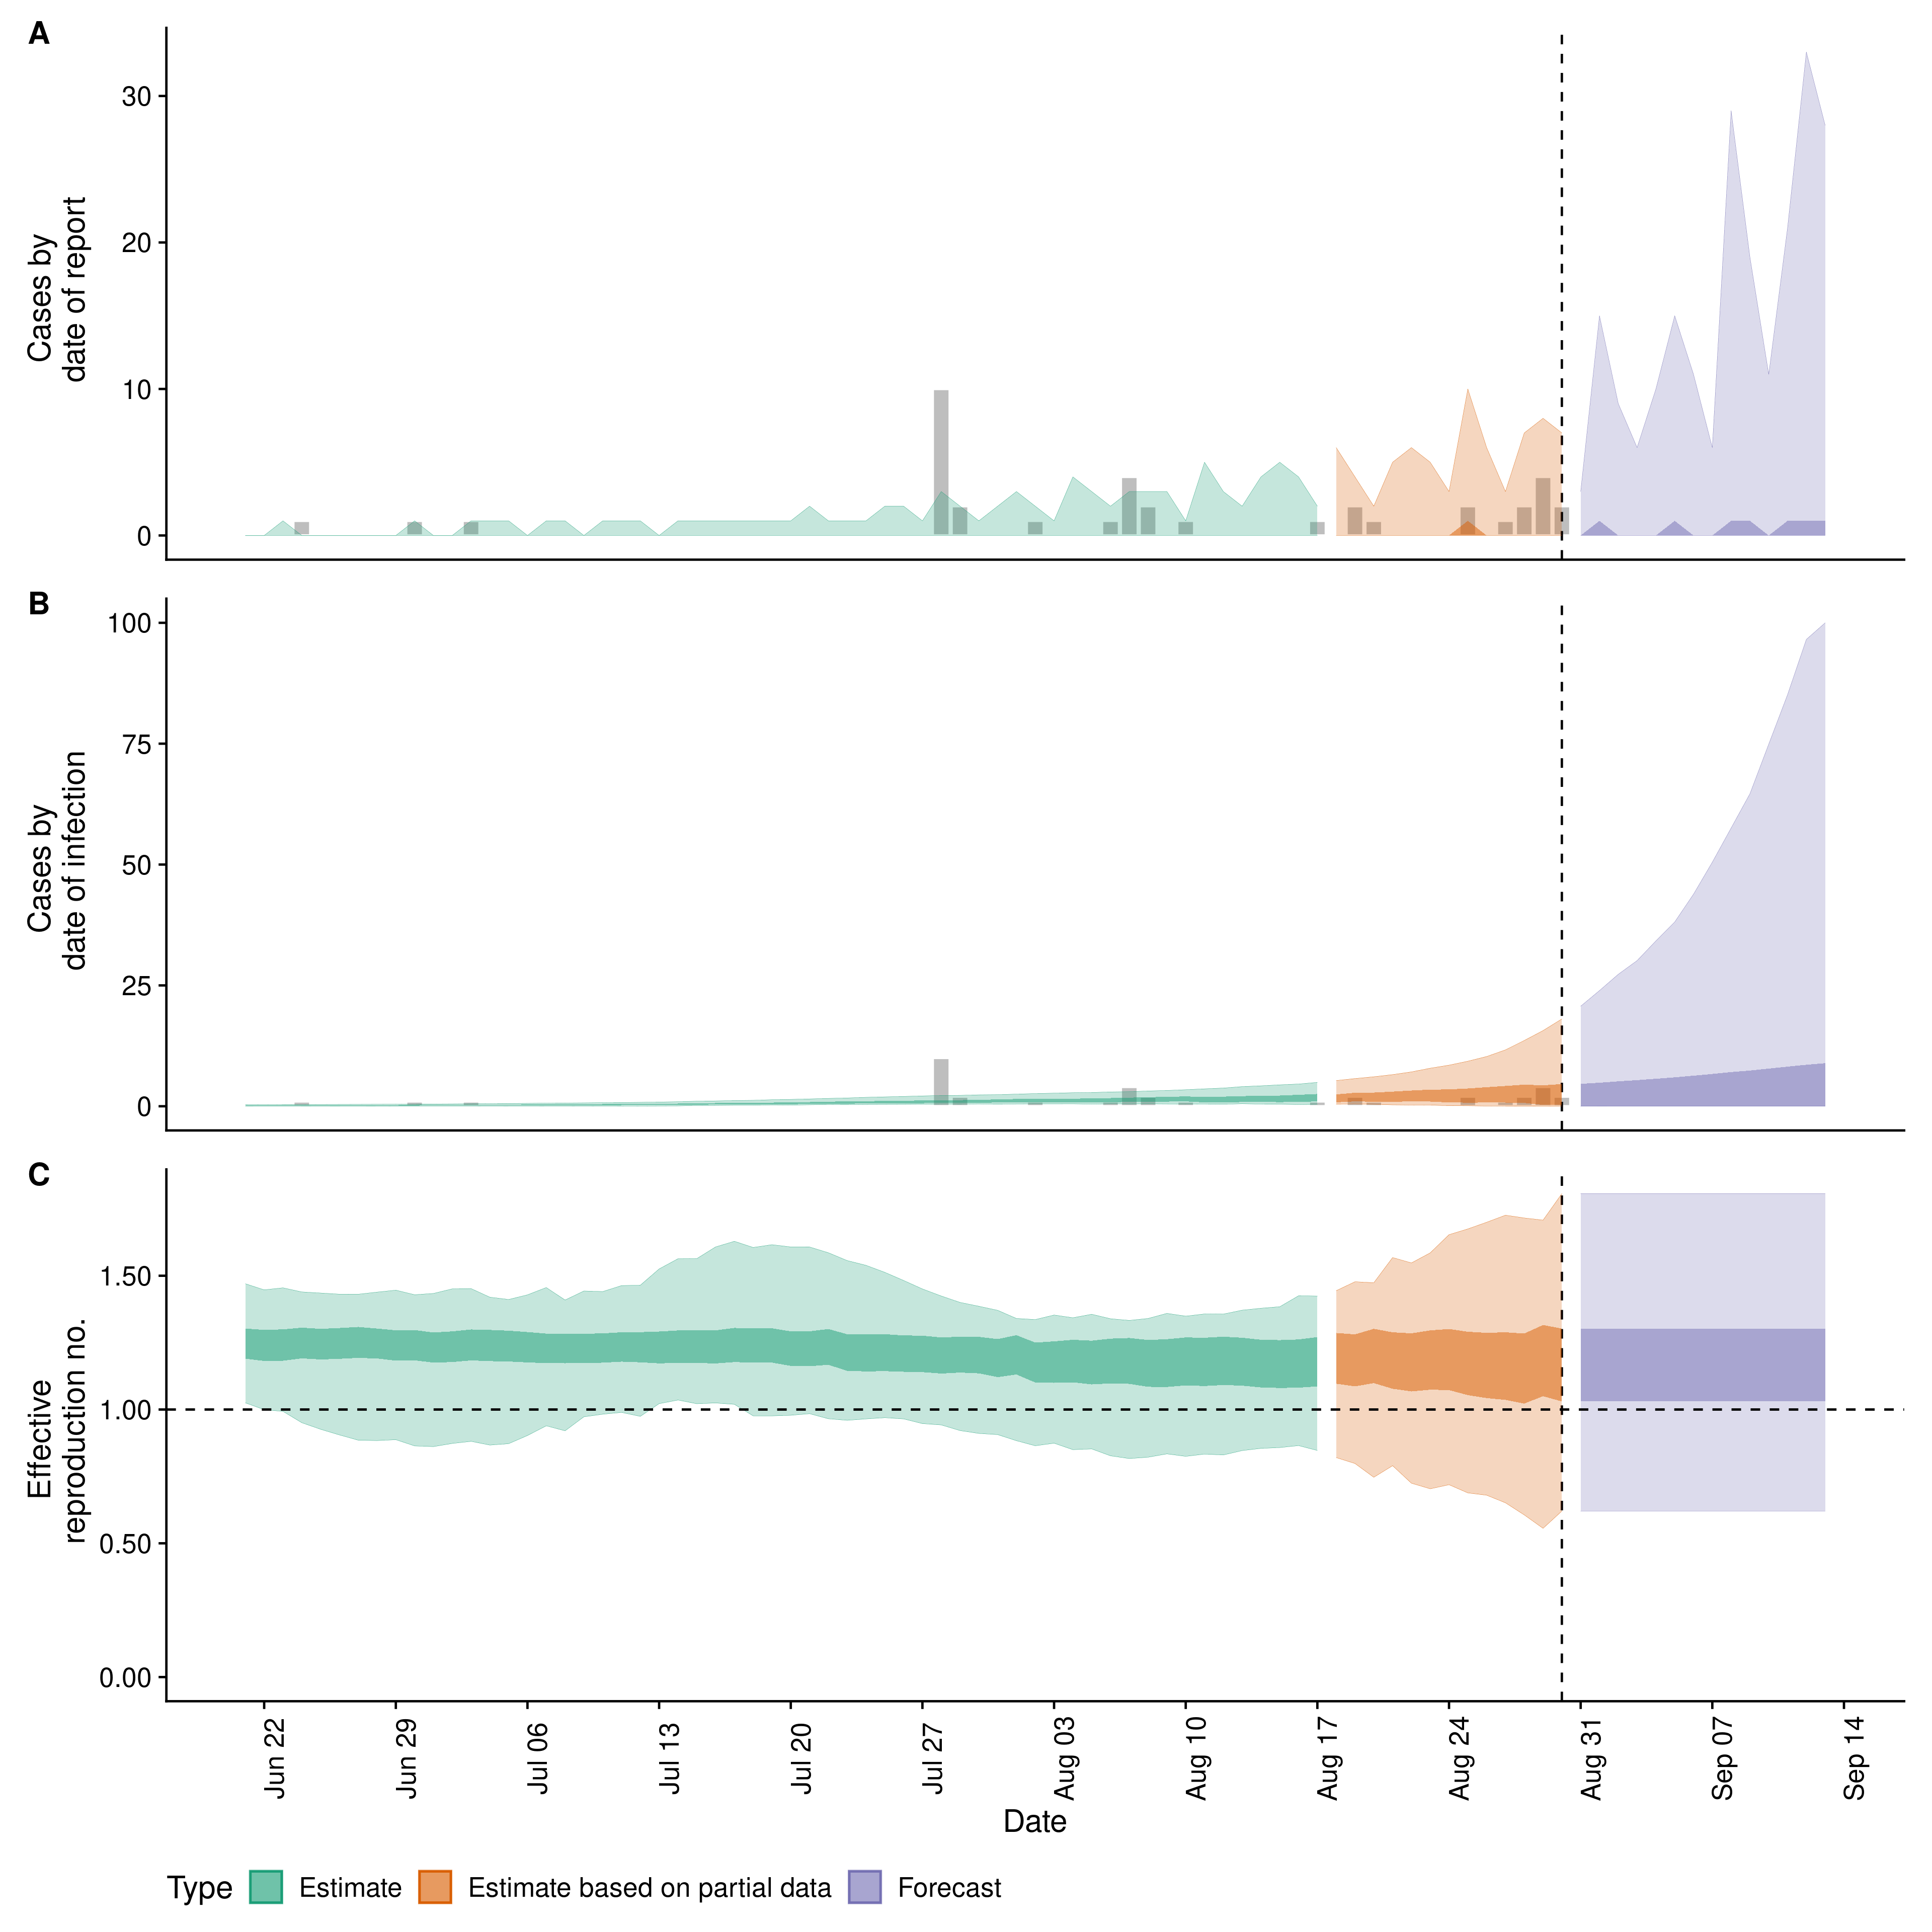 A
Cases by
date of report
30
20
10
0
B
Cases by
date of infection
100
75
50
25
0
C
Effective
reproduction no.
1.50
1.00
0.50
0.00
Jun 22
Jun 29
Jul 06
Jul 13
Jul 20
Jul 27
Aug 03
Aug 10
Aug 17
Aug 24
Aug 31
Sep 07
Sep 14
Date
Type Estimate Estimate based on partial data Forecast